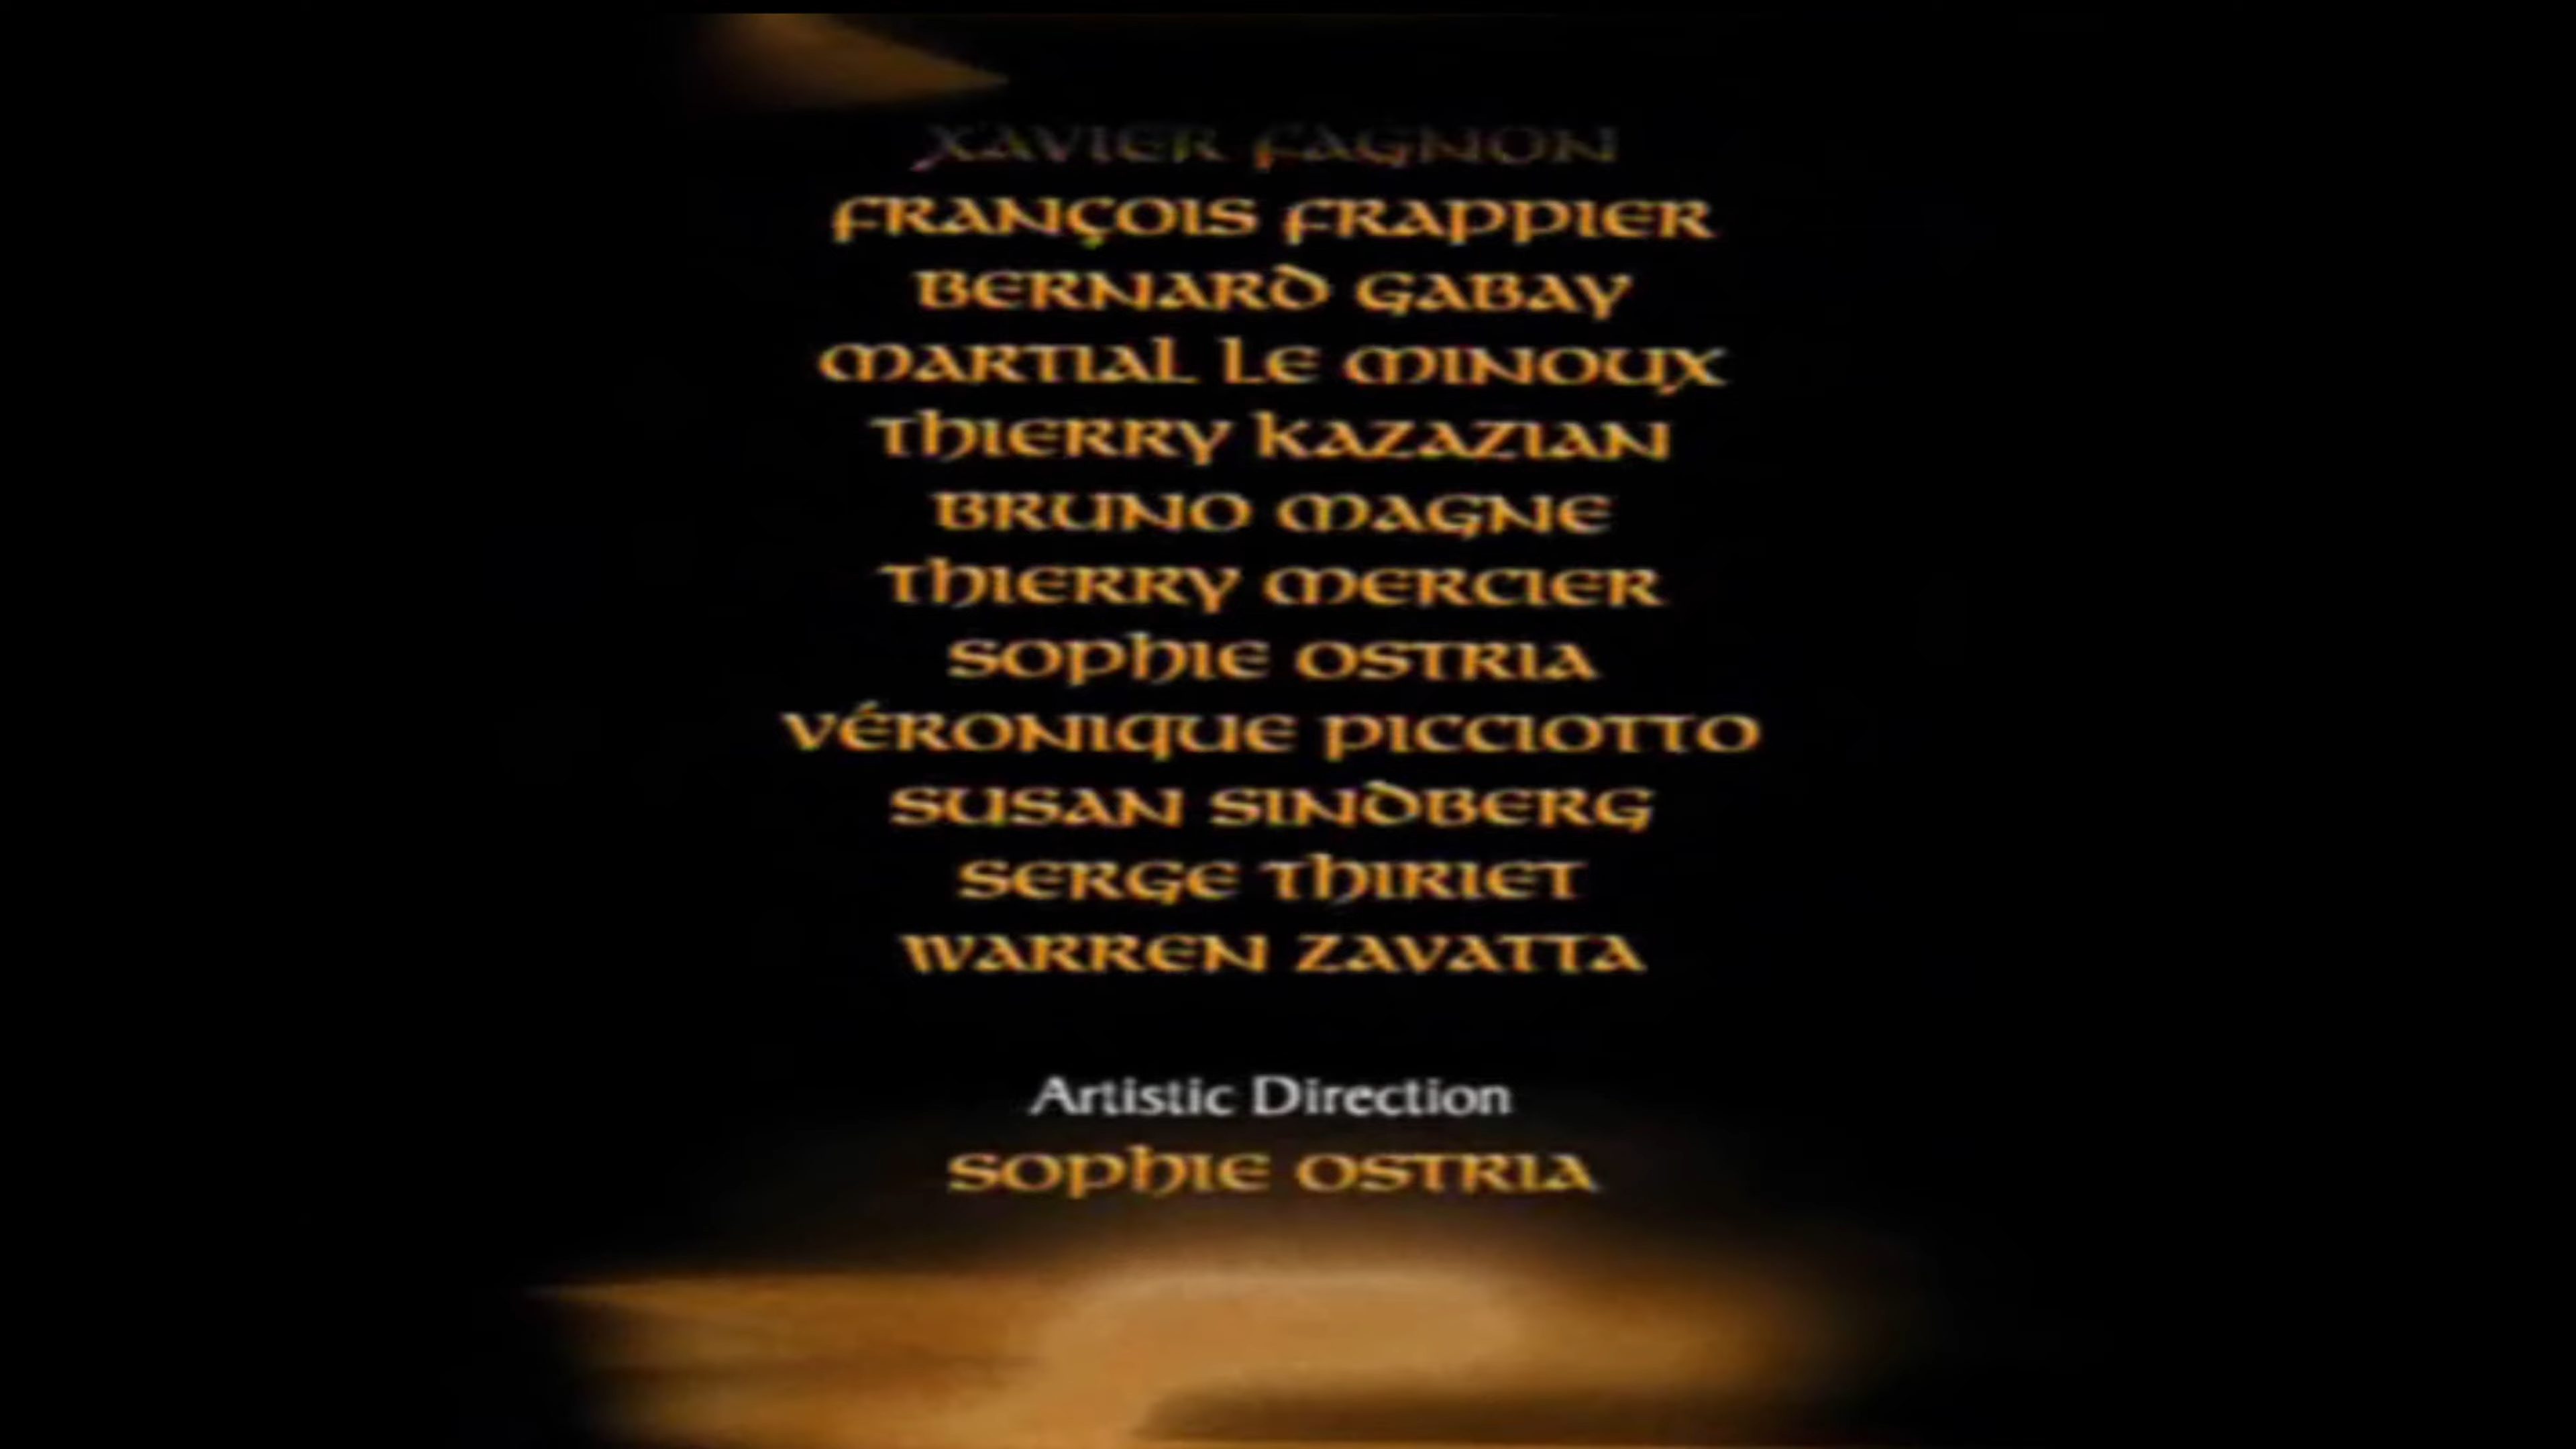 XAVIER FAGNON
FRANÇOIS FRAPPIER
BERNARD GABAY
MARTIAL LE MINOUX
THIERRY KAZAZIAN
BRUNO MAGNE
THIERRY MERCIER
SOPHIE OSTRIA
VÉRONIQUE PICCIOTTO
SUSAN SINDBERG
SERGE THIRIET
WARREN ZAVATTA
Artistic Direction
SOPHIE OSTRIA